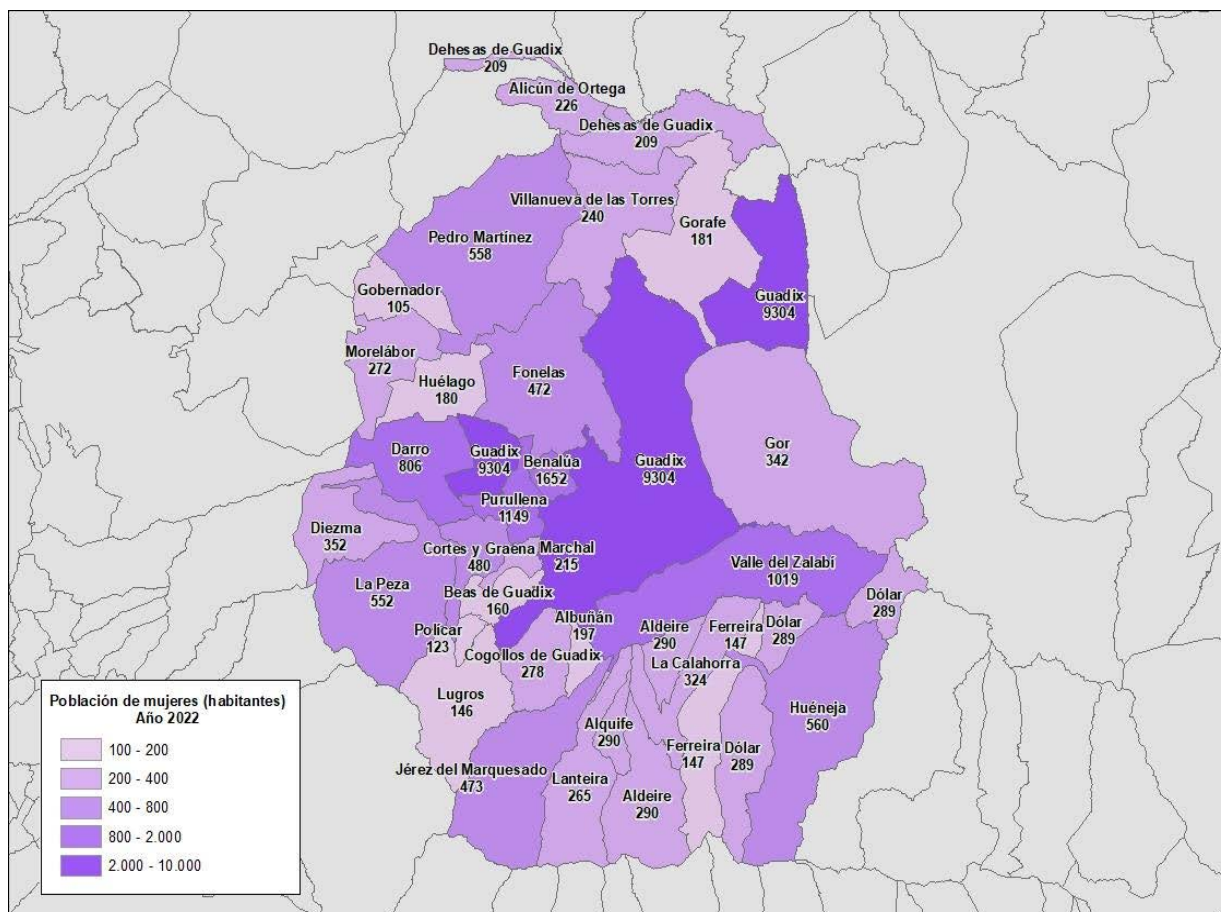 Dehesas de Guadix
209
Alicún de Ortega
226
Dehesas de Guadix
209
Villanueva de las Torres
240
Gorafe
181
Pedro Martínez
558
Gobernador
105
Guadix
9304
Morelábor
272
Huélago
180
Fonelas
472
Gor
342
Darro
806
Guadix
9304
Benalúa
1652
Guadix
9304
Purullena
1149
Diezma
352
Cortes y Graena
480
Marchal
215
Valle del Zalabí
1019
La Peza
552
Beas de Guadix
160
Dólar
289
Albuñán
197
Polícar
123
Aldeire
290
Ferreira
147
Dólar
289
Cogollos de Guadix
278
La Calahorra
324
Lugros
146
Huéneja
560
Alquife
290
Ferreira
147
Dólar
289
Jérez del Marquesado
473
Lanteira
265
Aldeire
290
Población de mujeres (habitantes)
Año 2022
100 - 200
200 - 400
400 - 800
800 - 2.000
2.000 - 10.000